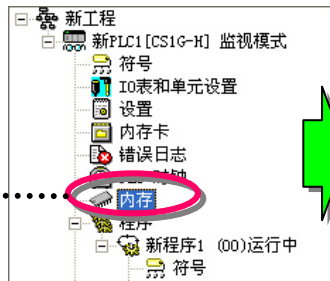 新工程
新PLC1[CS1G-H] 监视模式
符号
IO表和单元设置
设置
内存卡
错误日志
时钟
内存
程序
新程序1 (00)运行中
符号